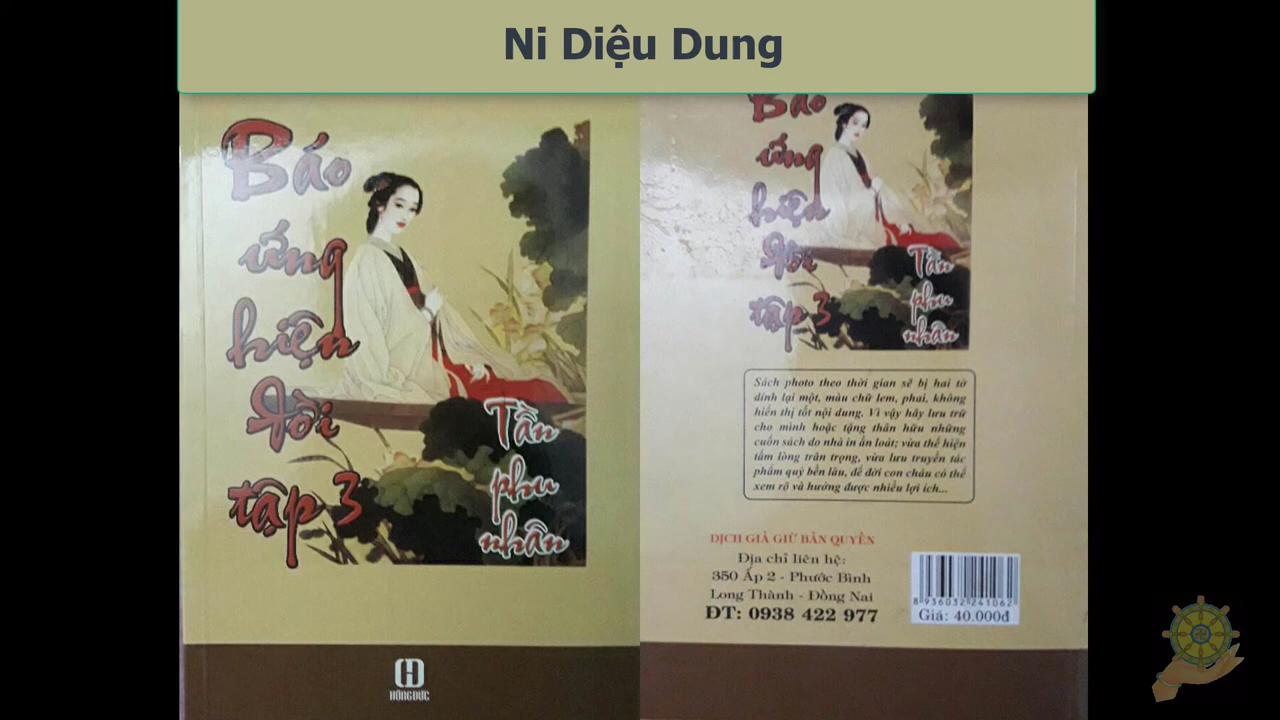 Ni Diệu Dung
Báo
ứng
hiện
đời
tập 3
Tần
phu
nhân
HỒNG ĐỨC
Báo
ứng
hiện
đời
tập 3
Tần
phu
nhân
Sách photo theo thời gian sẽ bị hai tờ
dính lại một, màu chữ lem, phai, không
hiển thị tốt nội dung. Vì vậy hãy lưu trữ
cho mình hoặc tặng thân hữu những
cuốn sách do nhà in ấn loát; vừa thể hiện
tấm lòng trân trọng, vừa lưu truyền tác
phẩm quý bền lâu, để đời con cháu có thể
xem rõ và hưởng được nhiều lợi ích...
DỊCH GIẢ GIỮ BẢN QUYỀN
Địa chỉ liên hệ:
350 Ấp 2 - Phước Bình
Long Thành - Đồng Nai
ĐT: 0938 422 977
8 936032 241062
Giá: 40.000đ